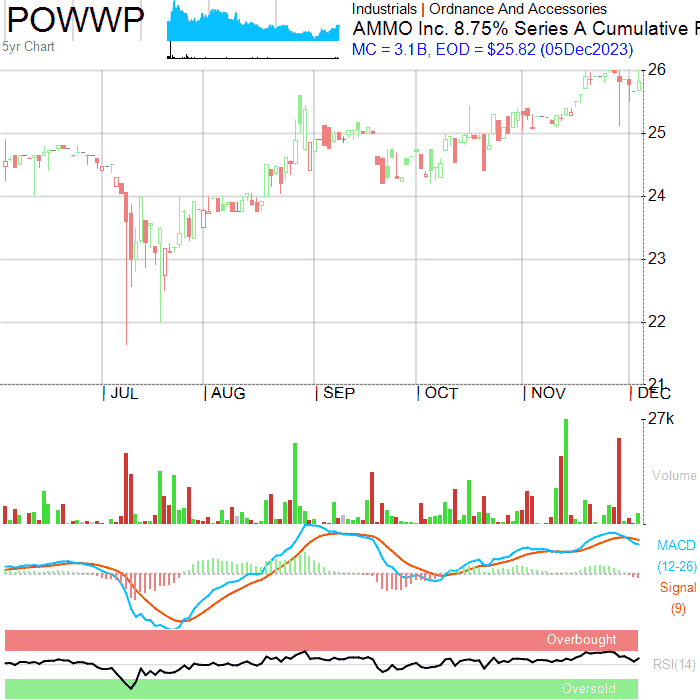 POWWP
5yr Chart
Industrials | Ordnance And Accessories
AMMO Inc. 8.75% Series A Cumulative
MC = 3.1B, EOD = $25.82 (05Dec2023)
26
25
24
23
22
21
JUL AUG SEP OCT NOV DEC
27k
Volume
MACD
(12-26)
Signal
(9)
Overbought
RSI(14)
Oversold